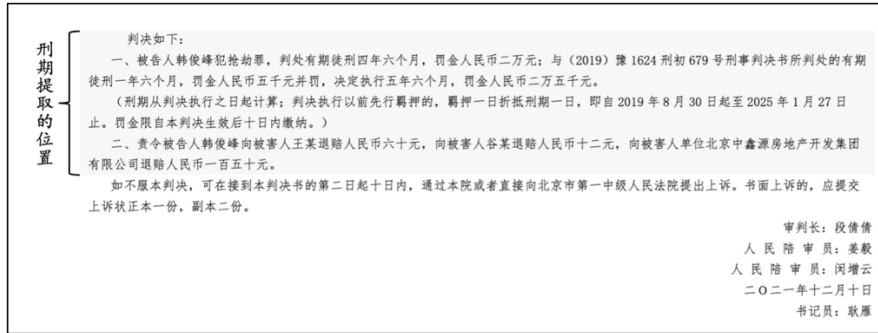 刑期提取的位置
判决如下:
一、被告人韩俊峰犯抢劫罪,判处有期徒刑四年六个月,罚金人民币二万元;与(2019)豫 1624 刑初 679 号刑事判决书所判处的有期
徒刑一年六个月,罚金人民币五千元并罚,决定执行五年六个月,罚金人民币二万五千元。
(刑期从判决执行之日起计算;判决执行以前先行羁押的,羁押一日折抵刑期一日,即自 2019 年 8 月 30 日起至 2025 年 1 月 27 日
止。罚金限自本判决生效后十日内缴纳。)
二、责令被告人韩俊峰向被害人王某退赔人民币六十元,向被害人谷某退赔人民币十二元,向被害人单位北京中鑫源房地产开发集团
有限公司退赔人民币一百五十元。
如不服本判决,可在接到本判决书的第二日起十日内,通过本院或者直接向北京市第一中级人民法院提出上诉。书面上诉的,应提交
上诉状正本一份,副本二份。
审判长:段倩倩
人 民 陪 审 员:姜毅
人 民 陪 审 员:闵增云
二〇二一年十二月十日
书记员:耿雁